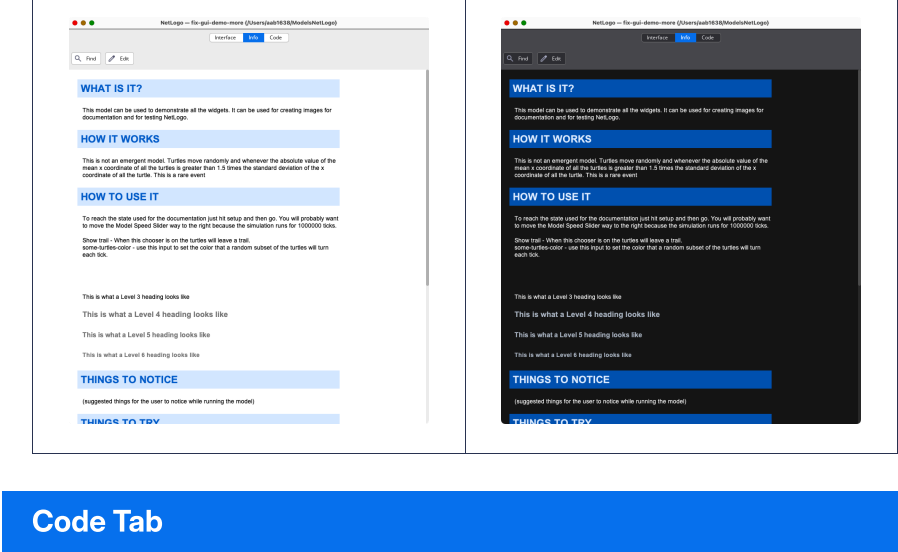 NetLogo — fix-gui-demo-more (/Users/aab1638/ModelsNetLogo)
Interface Info Code
Find Edit
WHAT IS IT?
This model can be used to demonstrate all the widgets. It can be used for creating images for
documentation and for testing NetLogo.
HOW IT WORKS
This is not an emergent model. Turtles move randomly and whenever the absolute value of the
mean x coordinate of all the turtles is greater than 1.5 times the standard deviation of the x
coordinate of all the turtle. This is a rare event
HOW TO USE IT
To reach the state used for the documentation just hit setup and then go. You will probably want
to move the Model Speed Slider way to the right because the simulation runs for 1000000 ticks.
Show trail - When this chooser is on the turtles will leave a trail.
some-turtles-color - use this input to set the color that a random subset of the turtles will turn
each tick.
This is what a Level 3 heading looks like
This is what a Level 4 heading looks like
This is what a Level 5 heading looks like
This is what a Level 6 heading looks like
THINGS TO NOTICE
(suggested things for the user to notice while running the model)
THINGS TO TRY
NetLogo — fix-gui-demo-more (/Users/aab1638/ModelsNetLogo)
Interface Info Code
Find Edit
WHAT IS IT?
This model can be used to demonstrate all the widgets. It can be used for creating images for
documentation and for testing NetLogo.
HOW IT WORKS
This is not an emergent model. Turtles move randomly and whenever the absolute value of the
mean x coordinate of all the turtles is greater than 1.5 times the standard deviation of the x
coordinate of all the turtle. This is a rare event
HOW TO USE IT
To reach the state used for the documentation just hit setup and then go. You will probably want
to move the Model Speed Slider way to the right because the simulation runs for 1000000 ticks.
Show trail - When this chooser is on the turtles will leave a trail.
some-turtles-color - use this input to set the color that a random subset of the turtles will turn
each tick.
This is what a Level 3 heading looks like
This is what a Level 4 heading looks like
This is what a Level 5 heading looks like
This is what a Level 6 heading looks like
THINGS TO NOTICE
(suggested things for the user to notice while running the model)
THINGS TO TRY
Code Tab